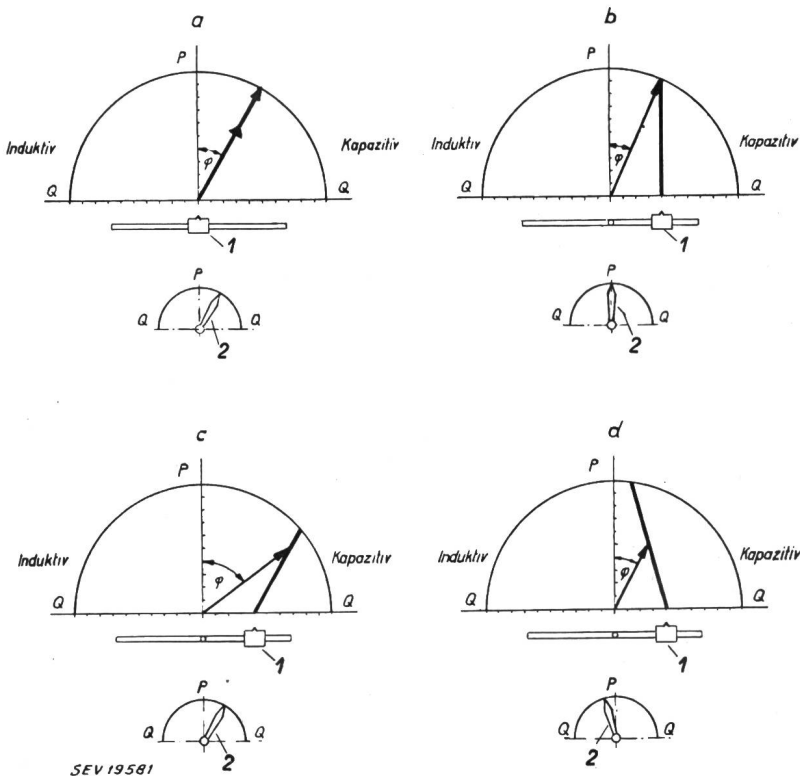 a
P
Induktiv
φ
Kapazitiv
Q
Q
1
P
Q
Q
2
b
P
Induktiv
φ
Kapazitiv
Q
Q
1
P
Q
Q
2
c
P
Induktiv
φ
Kapazitiv
Q
Q
1
P
Q
Q
2
d
P
Induktiv
φ
Kapazitiv
Q
Q
1
P
Q
Q
2
SEV 19581